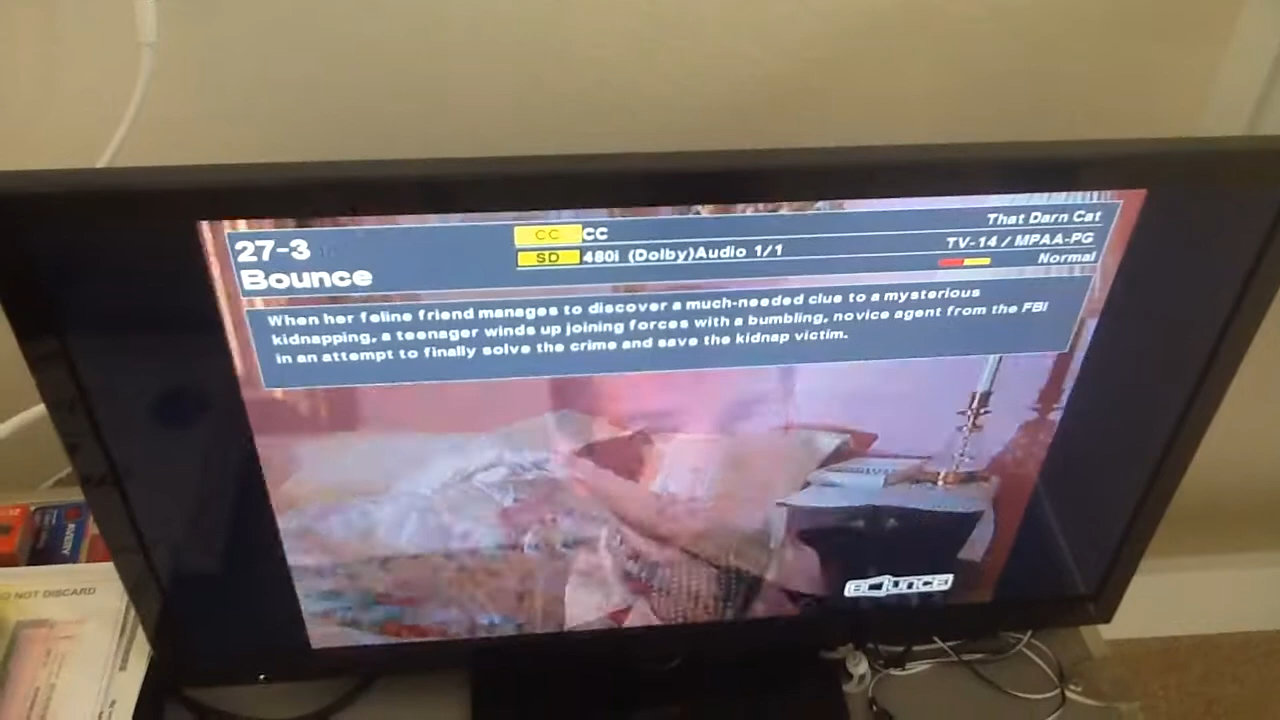 27-3
Bounce
CC CC
SD 480i (Dolby)Audio 1/1
That Darn Cat
TV-14 / MPAA-PG
Normal
When her feline friend manages to discover a much-needed clue to a mysterious
kidnapping, a teenager winds up joining forces with a bumbling, novice agent from the FBI
in an attempt to finally solve the crime and save the kidnap victim.
BOUNCE
O NOT DISCARD